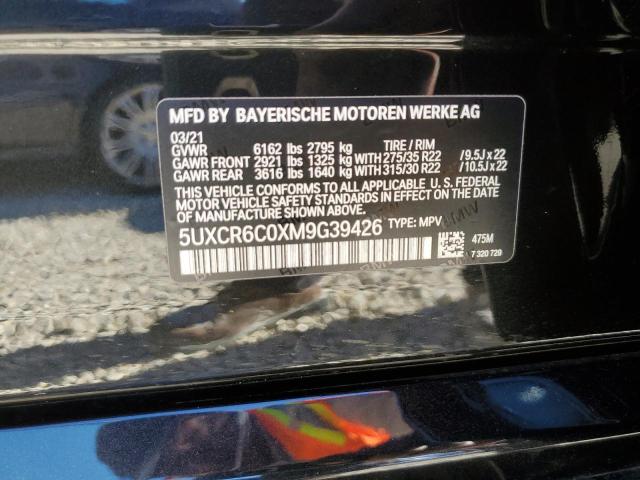 MFD BY BAYERISCHE MOTOREN WERKE AG
03/21
GVWR 6162 lbs 2795 kg TIRE / RIM
GAWR FRONT 2921 lbs 1325 kg WITH 275/35 R22 / 9.5J x 22
GAWR REAR 3616 lbs 1640 kg WITH 315/30 R22 / 10.5J x 22
THIS VEHICLE CONFORMS TO ALL APPLICABLE U. S. FEDERAL
MOTOR VEHICLE SAFETY STANDARDS IN EFFECT ON
THE DATE OF MANUFACTURE SHOWN ABOVE.
5UXCR6C0XM9G39426 TYPE: MPV
475M
7 320 729